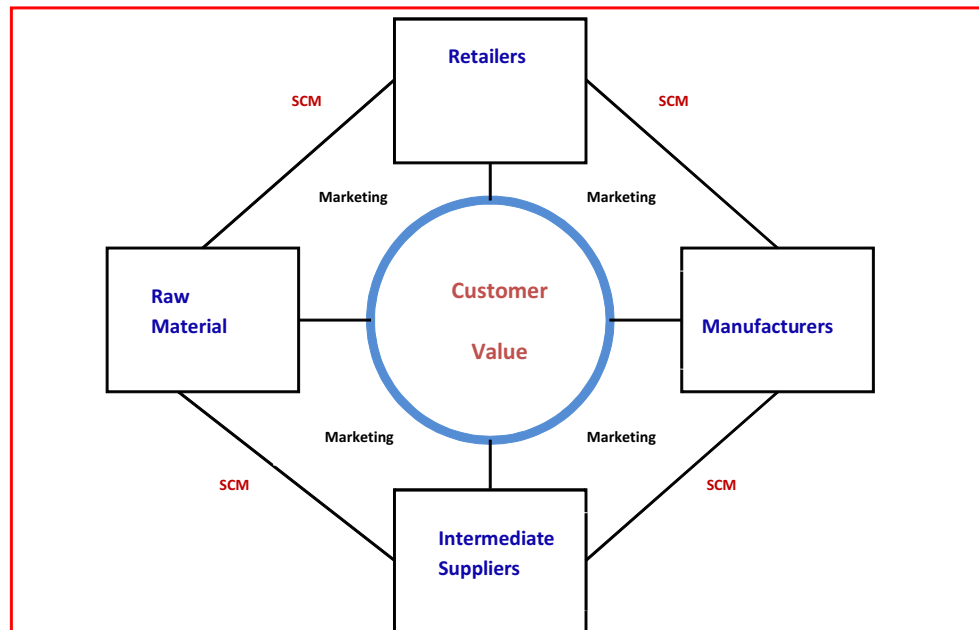 Retailers
SCM
SCM
Marketing
Marketing
Customer
Value
Raw
Material
Manufacturers
Marketing
Marketing
SCM
SCM
Intermediate
Suppliers